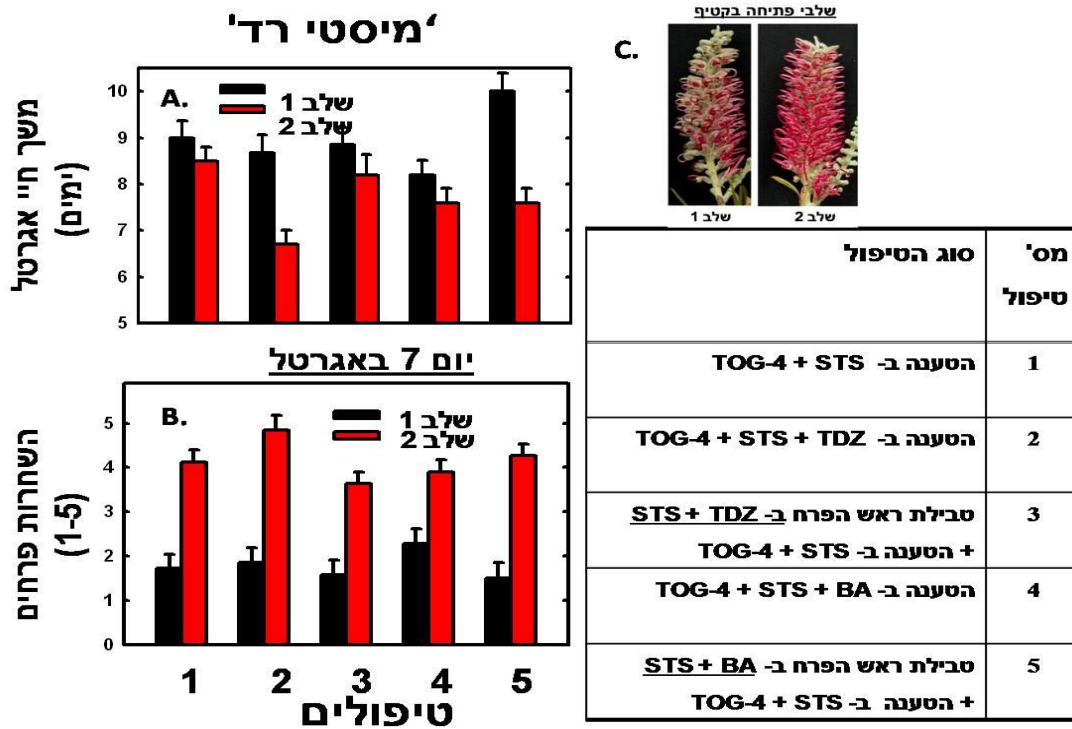 ‘מיסטי רד'
A.
שלב 1
שלב 2
משך חיי אגרטל
(ימים)
10
9
8
7
6
5
יום 7 באגרטל
B.
שלב 1
שלב 2
השחרות פרחים
(1-5)
5
4
3
2
1
0
1 2 3 4 5
טיפולים
C.
שלבי פתיחה בקטיף
שלב 1
שלב 2
מס' טיפול
סוג הטיפול
1
הטענה ב- TOG-4 + STS
2
הטענה ב- TOG-4 + STS + TDZ
3
טבילת ראש הפרח ב- STS + TDZ
+ הטענה ב- TOG-4 + STS
4
הטענה ב- TOG-4 + STS + BA
5
טבילת ראש הפרח ב- STS + BA
+ הטענה ב- TOG-4 + STS